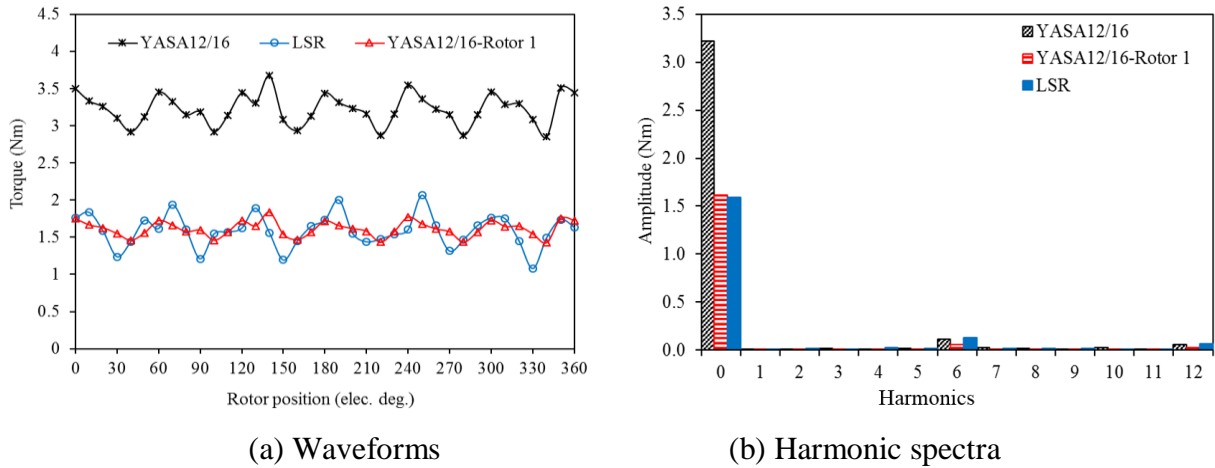 4.5
4
3.5
3
2.5
2
1.5
1
0.5
0
Torque (Nm)
YASA12/16 LSR YASA12/16-Rotor 1
0 30 60 90 120 150 180 210 240 270 300 330 360
Rotor position (elec. deg.)
(a) Waveforms
3.5
3.0
2.5
2.0
1.5
1.0
0.5
0.0
Amplitude (Nm)
YASA12/16
YASA12/16-Rotor 1
LSR
0 1 2 3 4 5 6 7 8 9 10 11 12
Harmonics
(b) Harmonic spectra